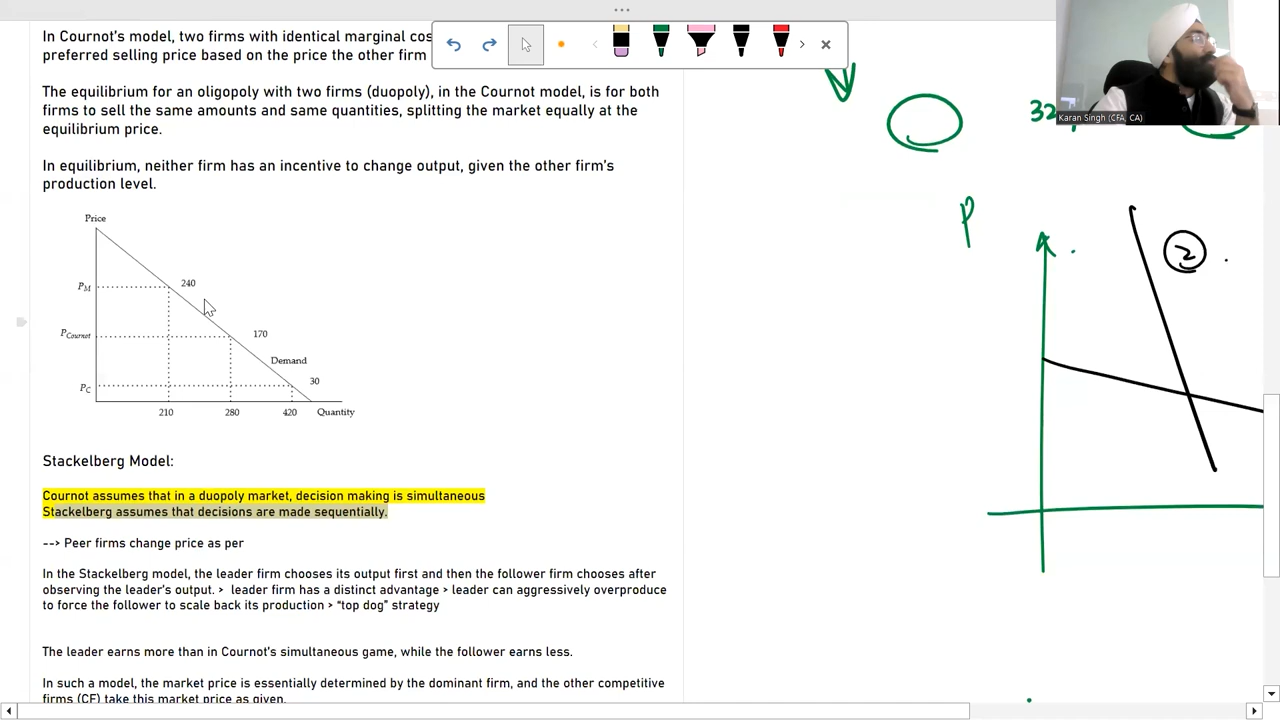 In Cournot's model, two firms with identical marginal cos
preferred selling price based on the price the other firm
The equilibrium for an oligopoly with two firms (duopoly), in the Cournot model, is for both
firms to sell the same amounts and same quantities, splitting the market equally at the
equilibrium price.
In equilibrium, neither firm has an incentive to change output, given the other firm's
production level.
Price
PM
240
PCournot
170
Demand
PC
30
210
280
420
Quantity
Stackelberg Model:
Cournot assumes that in a duopoly market, decision making is simultaneous
Stackelberg assumes that decisions are made sequentially.
--> Peer firms change price as per
In the Stackelberg model, the leader firm chooses its output first and then the follower firm chooses after
observing the leader's output. > leader firm has a distinct advantage > leader can aggressively overproduce
to force the follower to scale back its production > "top dog" strategy
The leader earns more than in Cournot's simultaneous game, while the follower earns less.
In such a model, the market price is essentially determined by the dominant firm, and the other competitive
firms (CF) take this market price as given.
32
P
2
Karan Singh (CFA, CA)